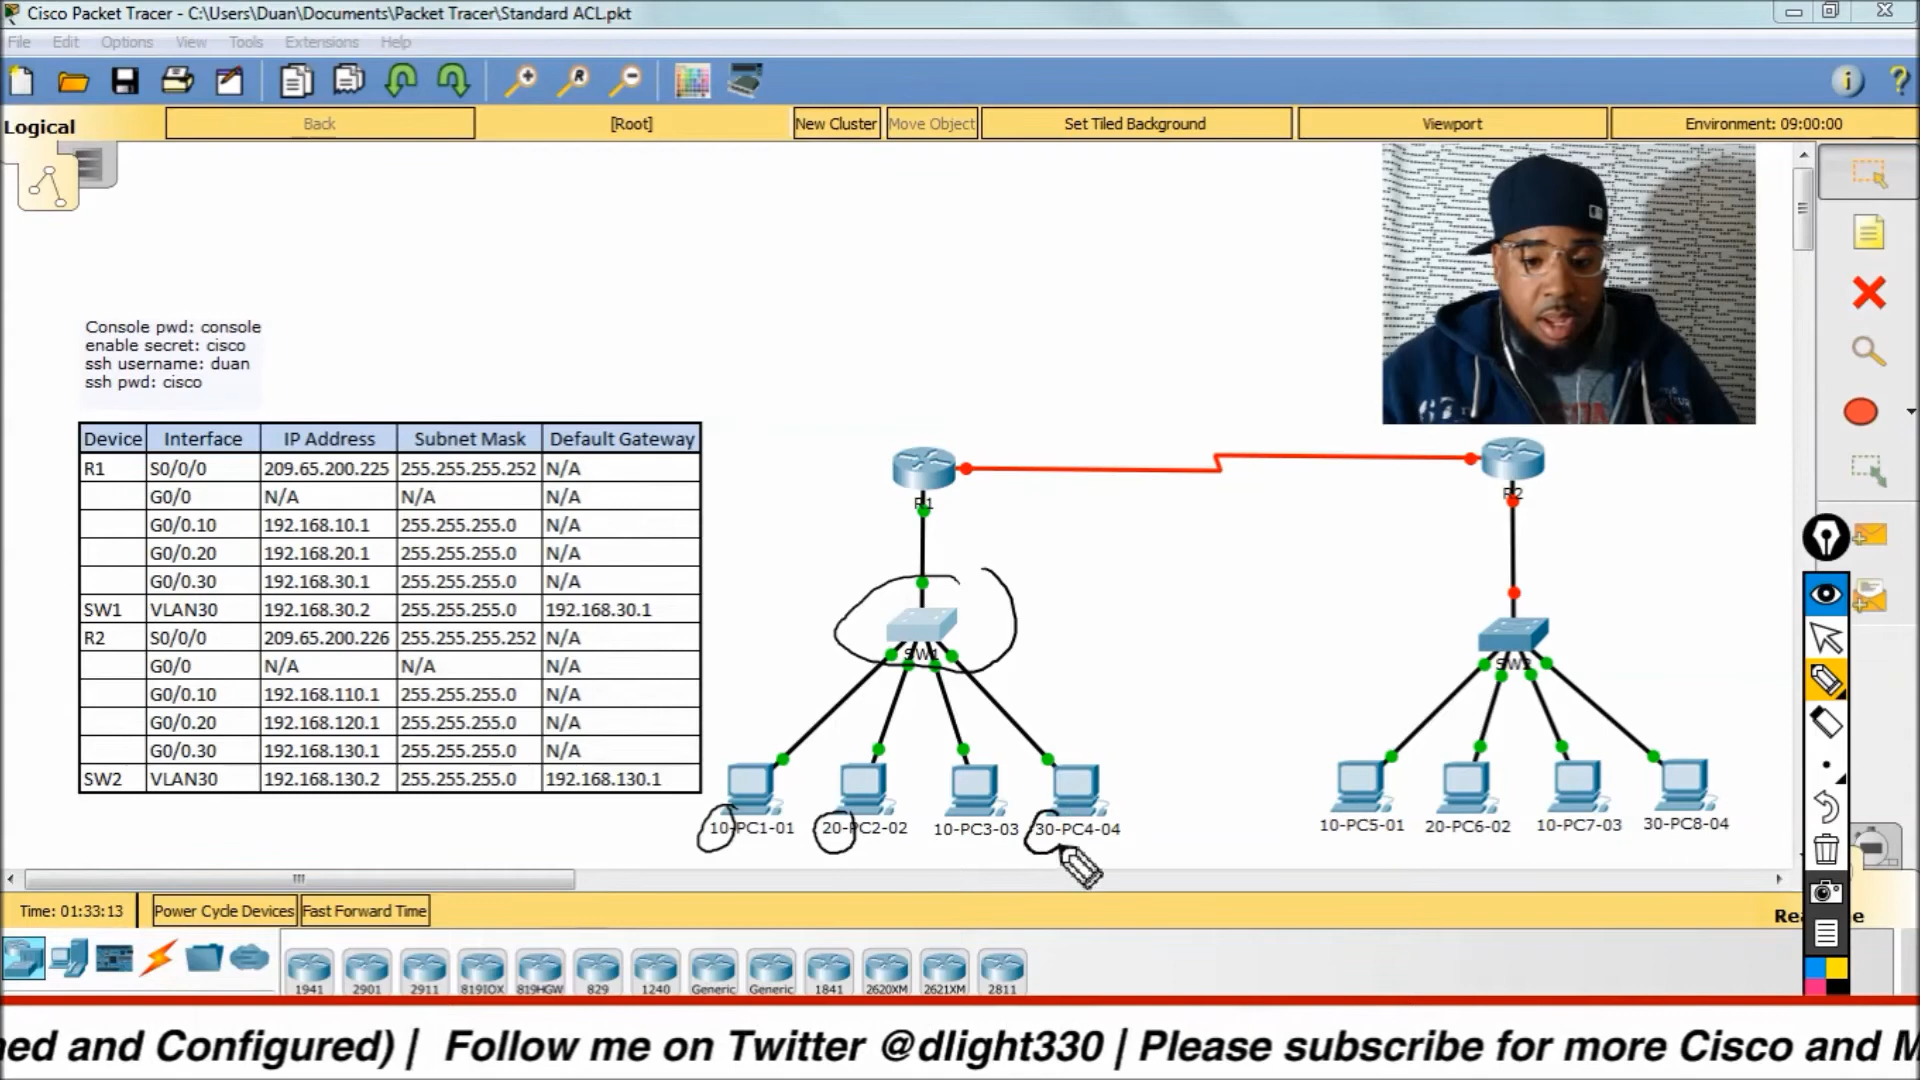 Cisco Packet Tracer - C:\Users\Duan\Documents\Packet Tracer\Standard ACL.pkt
File Edit Options View Tools Extensions Help
Logical Back [Root] New Cluster Move Object Set Tiled Background Viewport Environment: 09:00:00
Console pwd: console
enable secret: cisco
ssh username: duan
ssh pwd: cisco
Device Interface IP Address Subnet Mask Default Gateway
R1 S0/0/0 209.65.200.225 255.255.255.252 N/A
G0/0 N/A N/A N/A
G0/0.10 192.168.10.1 255.255.255.0 N/A
G0/0.20 192.168.20.1 255.255.255.0 N/A
G0/0.30 192.168.30.1 255.255.255.0 N/A
SW1 VLAN30 192.168.30.2 255.255.255.0 192.168.30.1
R2 S0/0/0 209.65.200.226 255.255.255.252 N/A
G0/0 N/A N/A N/A
G0/0.10 192.168.110.1 255.255.255.0 N/A
G0/0.20 192.168.120.1 255.255.255.0 N/A
G0/0.30 192.168.130.1 255.255.255.0 N/A
SW2 VLAN30 192.168.130.2 255.255.255.0 192.168.130.1
R1
R2
SW1
SW2
10-PC1-01 20-PC2-02 10-PC3-03 30-PC4-04
10-PC5-01 20-PC6-02 10-PC7-03 30-PC8-04
Time: 01:33:13 Power Cycle Devices Fast Forward Time
1941 2901 2911 819IOX 819HGW 829 1240 Generic Generic 1841 2620XM 2621XM 2811
and Configured) | Follow me on Twitter @dlight330 | Please subscribe for more Cisco and